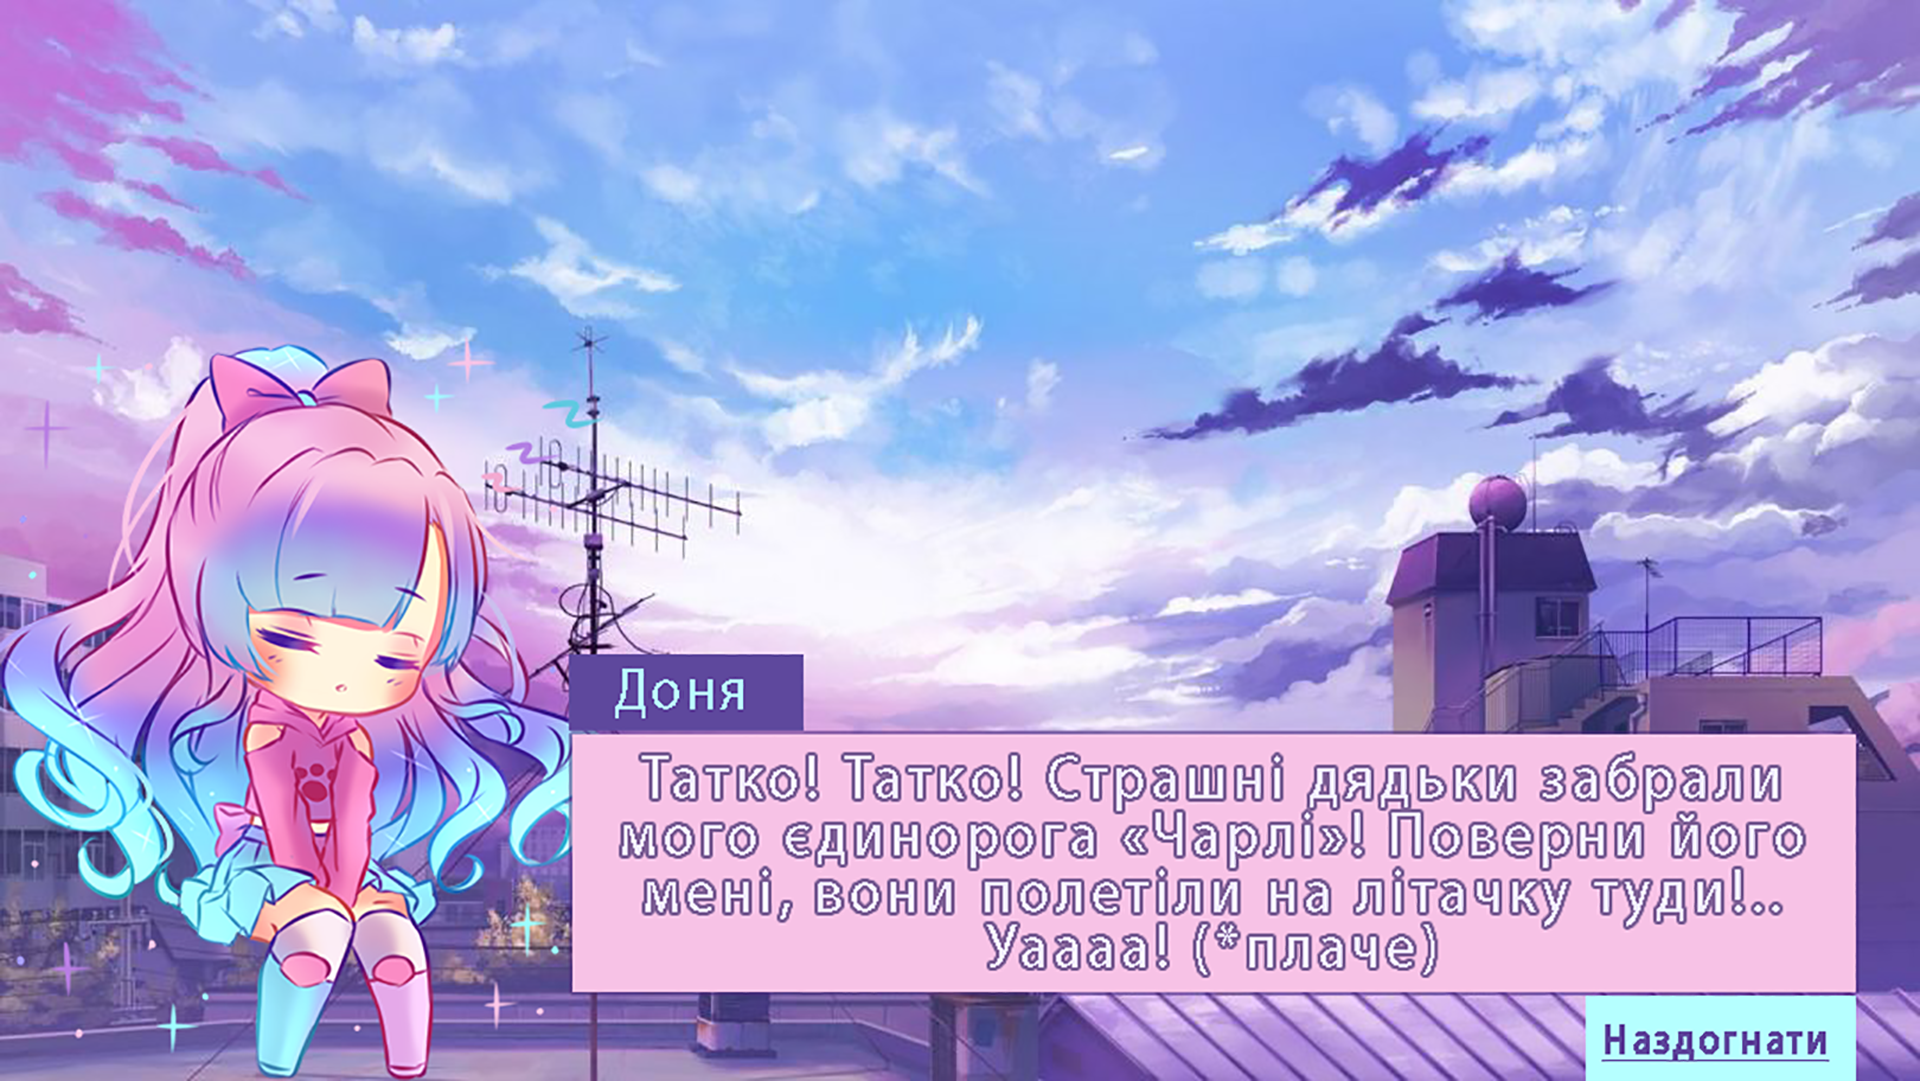 Доня
Татко! Татко! Страшні дядьки забрали
мого єдинорога «Чарлі»! Поверни його
мені, вони полетіли на літачку туди!..
Уаааа! (*плаче)
Наздогнати